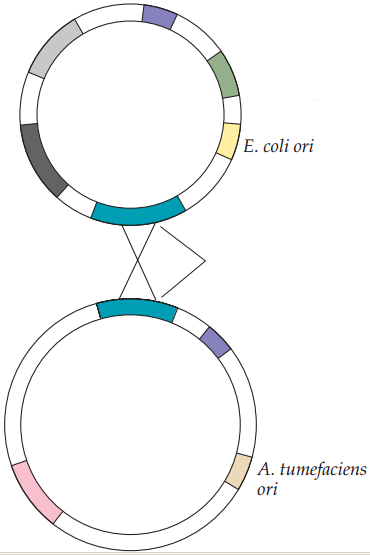 E. coli ori
A. tumefaciens
ori